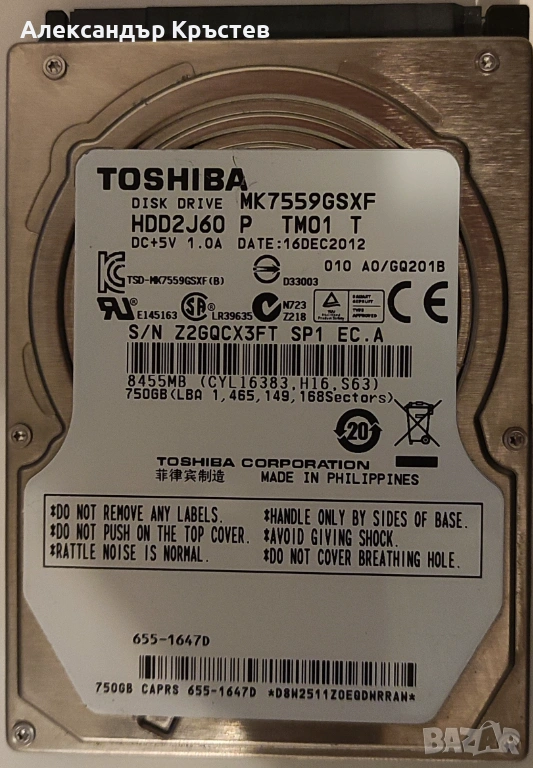 Александър Кръстев
TOSHIBA
DISK DRIVE MK7559GSXF
HDD2J60 P TM01 T
DC+5V 1.0A DATE:16DEC2012
010 A0/GQ201B
TSD-MK7559GSXF(B) D33003
E145163 LR39635 N723
Z218
S/N Z2GQCX3FT SP1 EC.A
8455MB (CYL16383,H16,S63)
750GB(LBA 1,465,149,168Sectors)
20
TOSHIBA CORPORATION
菲律宾制造 MADE IN PHILIPPINES
*DO NOT REMOVE ANY LABELS. *HANDLE ONLY BY SIDES OF BASE.
*DO NOT PUSH ON THE TOP COVER. *AVOID GIVING SHOCK.
*RATTLE NOISE IS NORMAL. *DO NOT COVER BREATHING HOLE.
655-1647D
750GB CAPRS 655-1647D *D8W2511Z0EGDWRRAW*
BAZAR